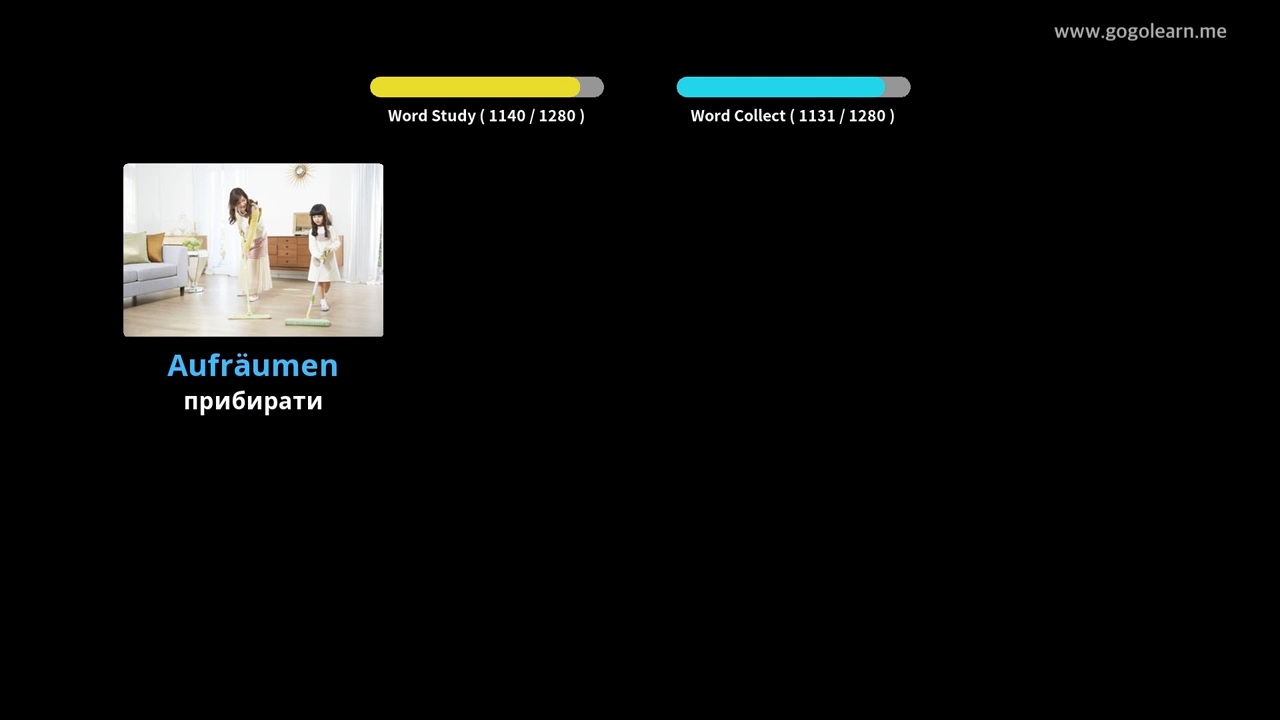 www.gogolearn.me
Word Study ( 1140 / 1280 )
Word Collect ( 1131 / 1280 )
Aufräumen
прибирати